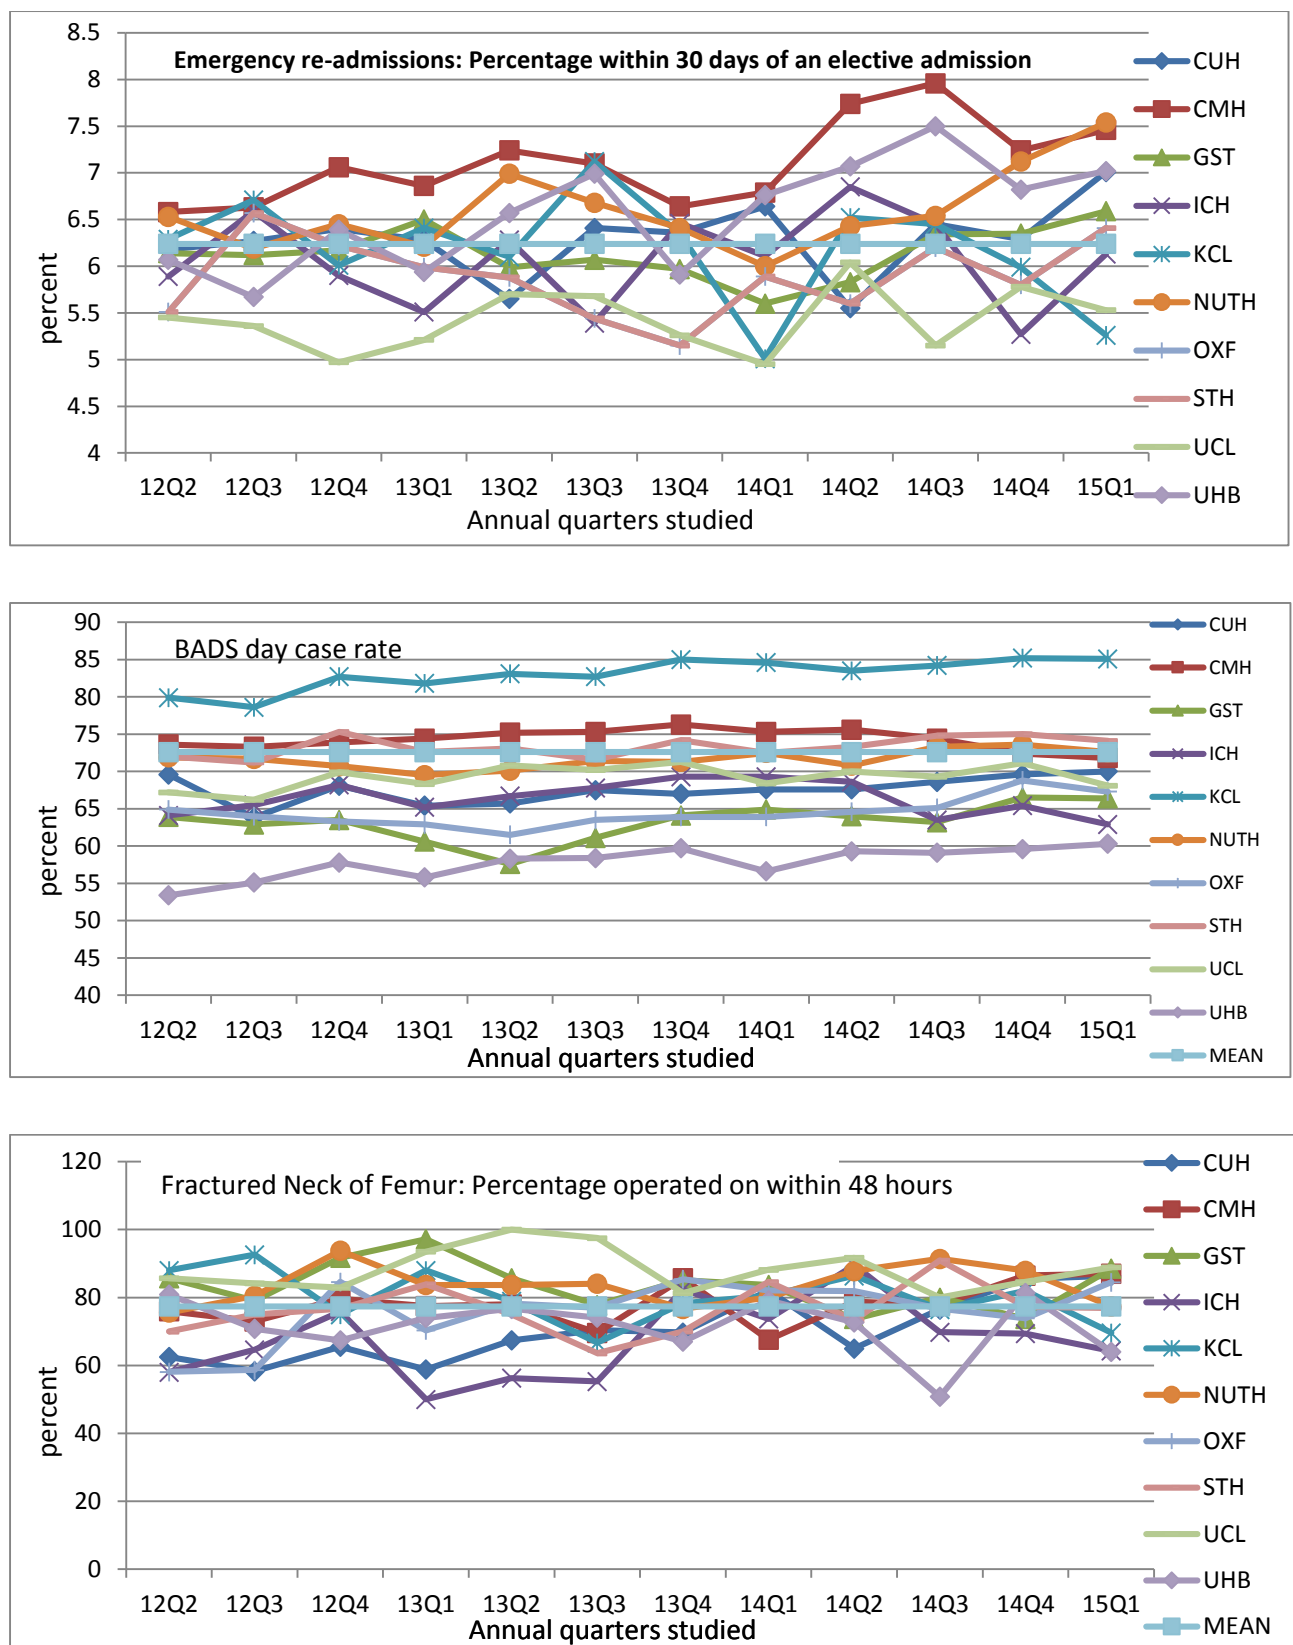 Emergency re-admissions: Percentage within 30 days of an elective admission
8.5
8
7.5
7
6.5
6
5.5
5
4.5
4
percent
12Q2 12Q3 12Q4 13Q1 13Q2 13Q3 13Q4 14Q1 14Q2 14Q3 14Q4 15Q1
Annual quarters studied
CUH
CMH
GST
ICH
KCL
NUTH
OXF
STH
UCL
UHB
BADS day case rate
90
85
80
75
70
65
60
55
50
45
40
percent
12Q2 12Q3 12Q4 13Q1 13Q2 13Q3 13Q4 14Q1 14Q2 14Q3 14Q4 15Q1
Annual quarters studied
CUH
CMH
GST
ICH
KCL
NUTH
OXF
STH
UCL
UHB
MEAN
Fractured Neck of Femur: Percentage operated on within 48 hours
120
100
80
60
40
20
0
percent
12Q2 12Q3 12Q4 13Q1 13Q2 13Q3 13Q4 14Q1 14Q2 14Q3 14Q4 15Q1
Annual quarters studied
CUH
CMH
GST
ICH
KCL
NUTH
OXF
STH
UCL
UHB
MEAN